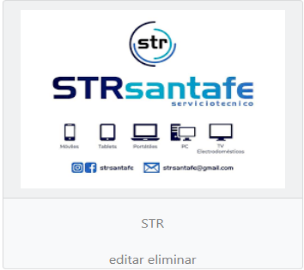 str
STRsantafe
serviciotecnico
Móviles Tablets Portátiles PC TV
Electrodomésticos
strsantafe strsantafe@gmail.com
STR
editar eliminar